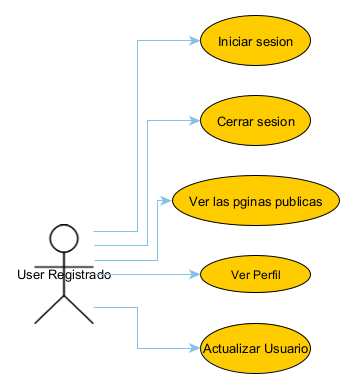 Iniciar sesion
Cerrar sesion
Ver las pginas publicas
User Registrado
Ver Perfil
Actualizar Usuario